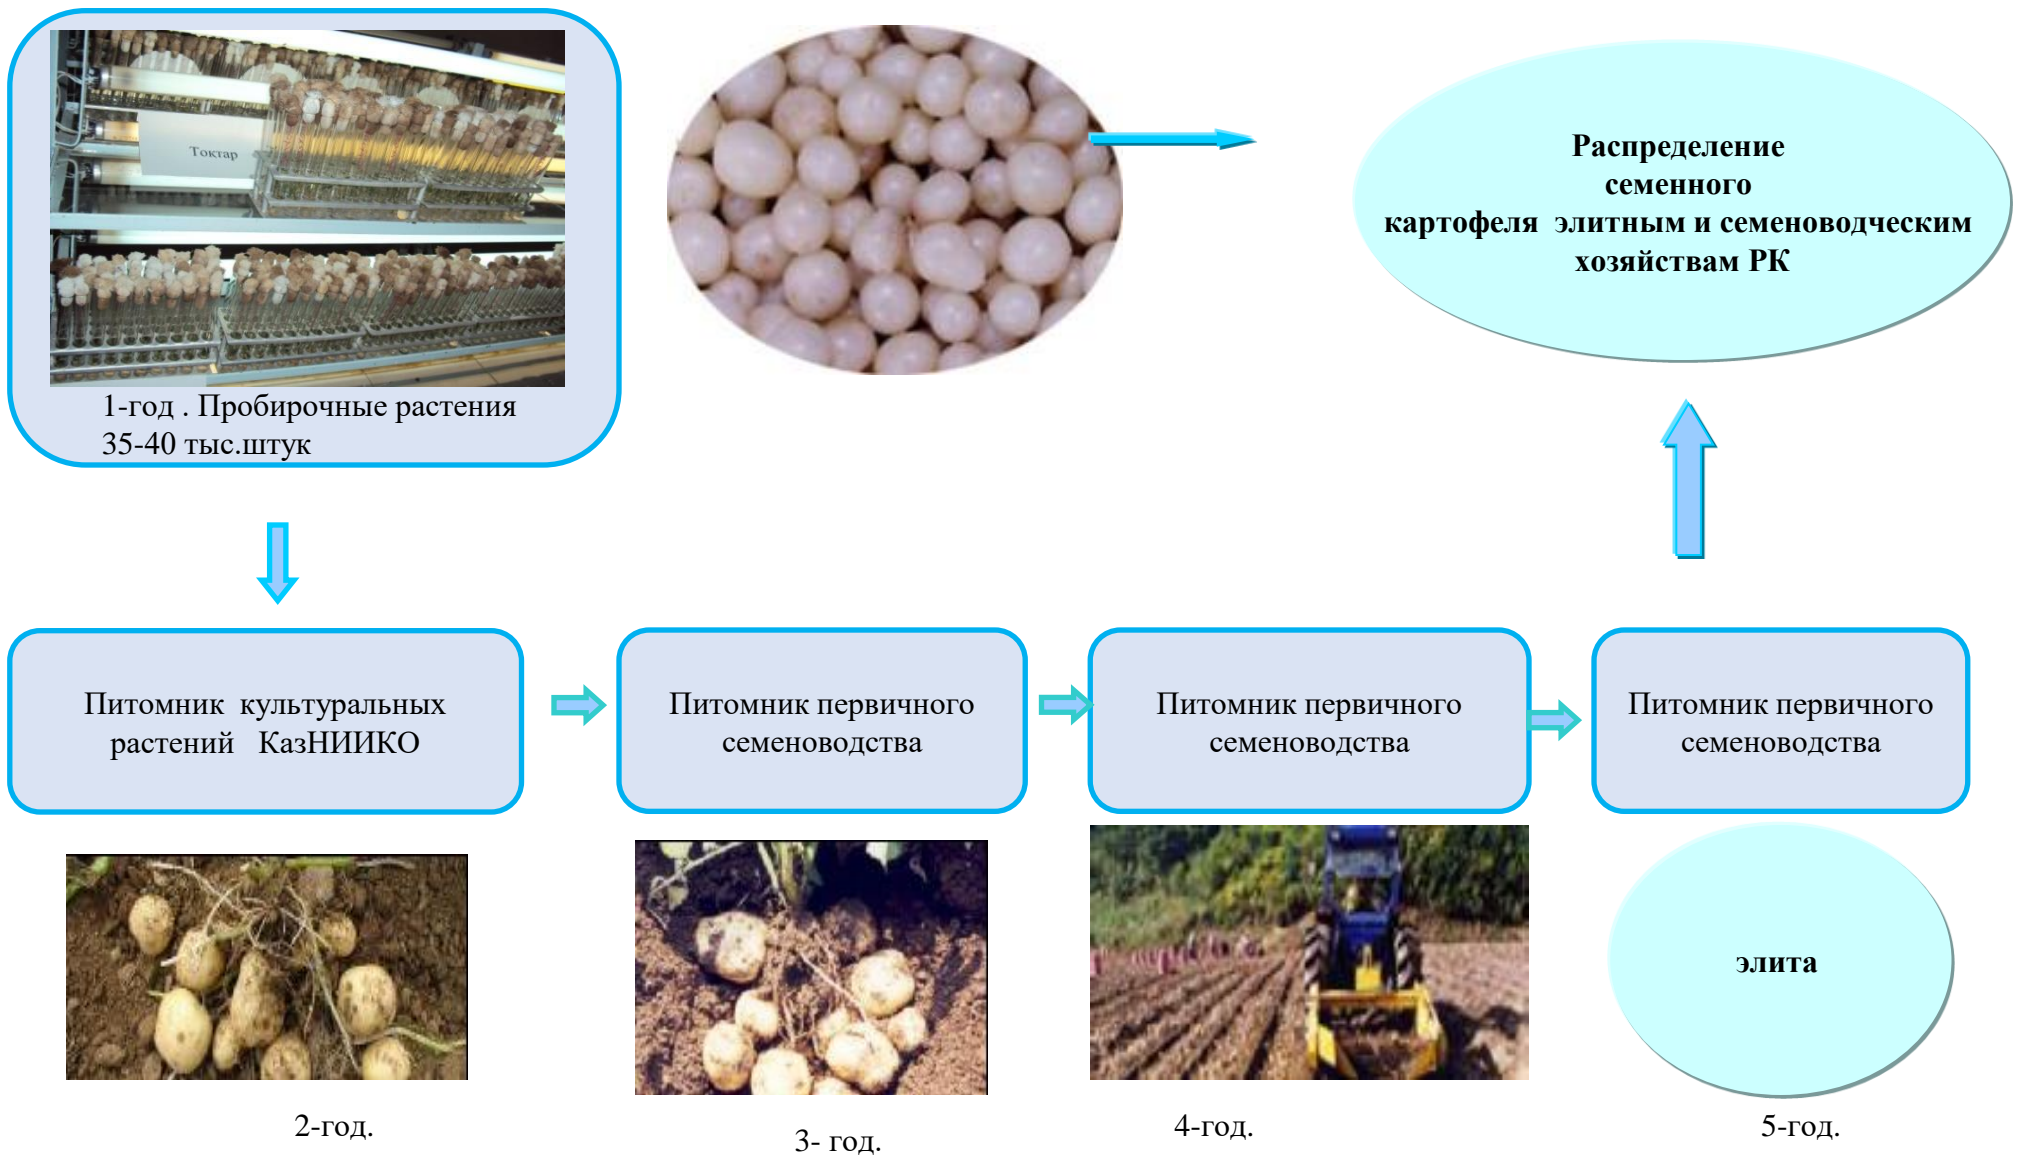 Токтар
1-год . Пробирочные растения
35-40 тыс.штук
Распределение
семенного
картофеля элитным и семеноводческим
хозяйствам РК
Питомник культуральных
растений КазНИИКО
Питомник первичного
семеноводства
Питомник первичного
семеноводства
Питомник первичного
семеноводства
элита
2-год.
3- год.
4-год.
5-год.